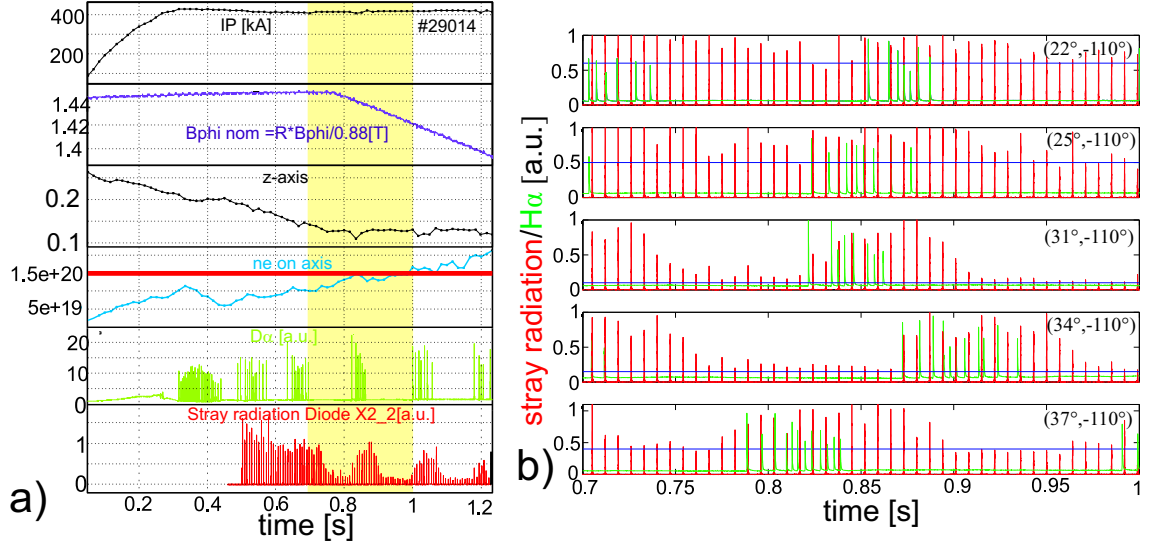 400
200
IP [kA]
#29014
1.44
1.42
1.4
Bphi nom =R*Bphi/0.88[T]
z-axis
0.2
0.1
ne on axis
1.5e+20
5e+19
Dα [a.u.]
20
10
0
Stray radiation Diode X2_2[a.u.]
1
0
0.2 0.4 0.6 0.8 1 1.2
time [s]
a)
stray radiation/Hα [a.u.]
1
0.5
0
(22°,-110°)
1
0.5
0
(25°,-110°)
1
0.5
0
(31°,-110°)
1
0.5
0
(34°,-110°)
1
0.5
0
(37°,-110°)
0.7 0.75 0.8 0.85 0.9 0.95 1
time [s]
b)